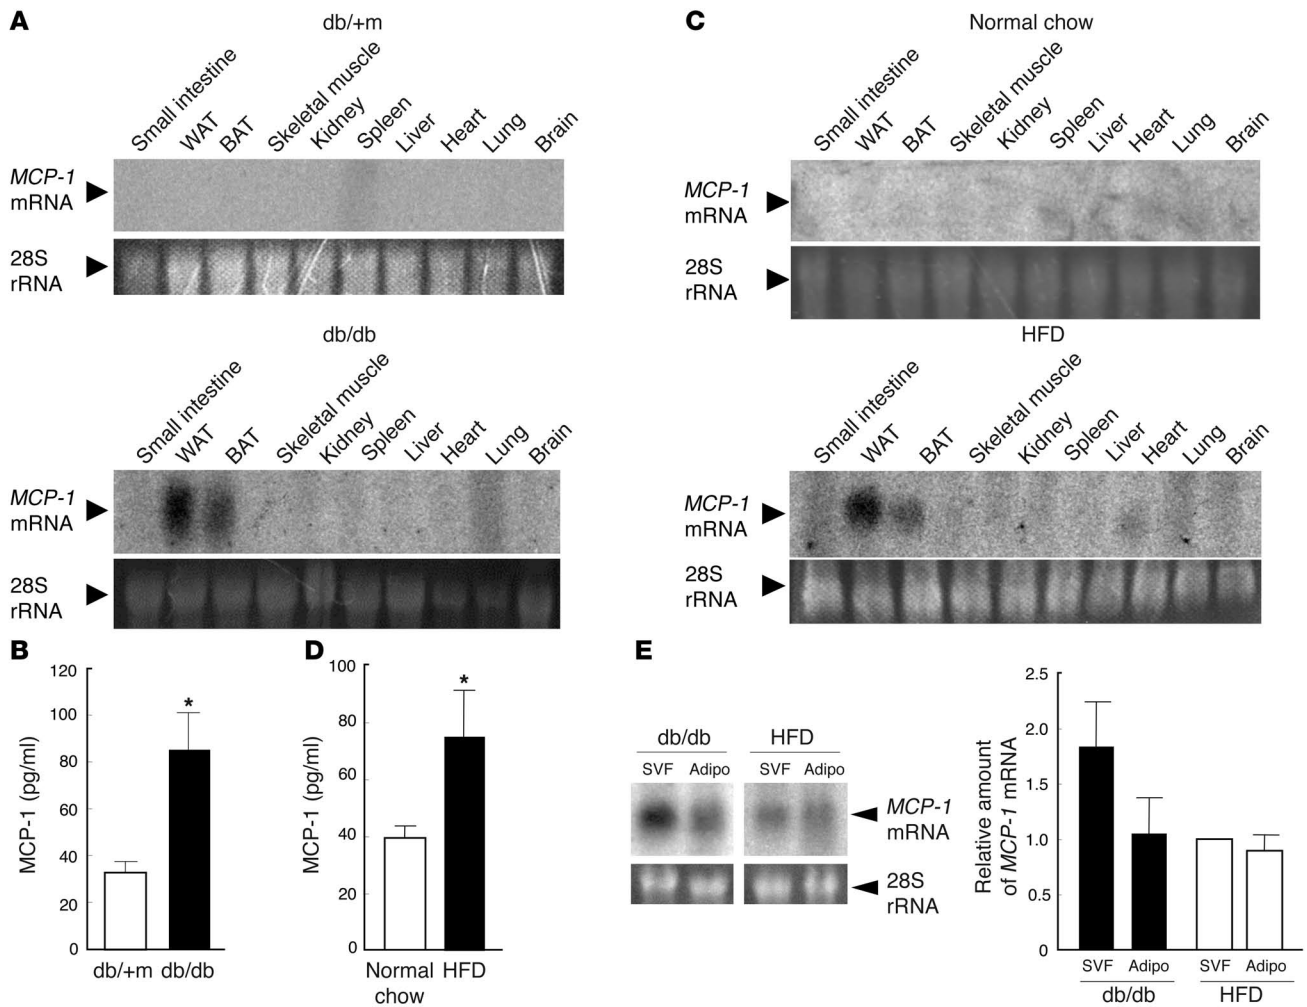 A
db/+m
Small intestine
WAT
BAT
Skeletal muscle
Kidney
Spleen
Liver
Heart
Lung
Brain
MCP-1
mRNA
28S
rRNA
db/db
Small intestine
WAT
BAT
Skeletal muscle
Kidney
Spleen
Liver
Heart
Lung
Brain
MCP-1
mRNA
28S
rRNA
C
Normal chow
Small intestine
WAT
BAT
Skeletal muscle
Kidney
Spleen
Liver
Heart
Lung
Brain
MCP-1
mRNA
28S
rRNA
HFD
Small intestine
WAT
BAT
Skeletal muscle
Kidney
Spleen
Liver
Heart
Lung
Brain
MCP-1
mRNA
28S
rRNA
B
MCP-1 (pg/ml)
120
100
80
60
40
20
0
*
db/+m db/db
D
MCP-1 (pg/ml)
100
80
60
40
20
0
*
Normal HFD
chow
E
db/db HFD
SVF Adipo SVF Adipo
MCP-1
mRNA
28S
rRNA
Relative amount
of MCP-1 mRNA
2.5
2.0
1.5
1.0
0.5
0
SVF Adipo SVF Adipo
db/db HFD